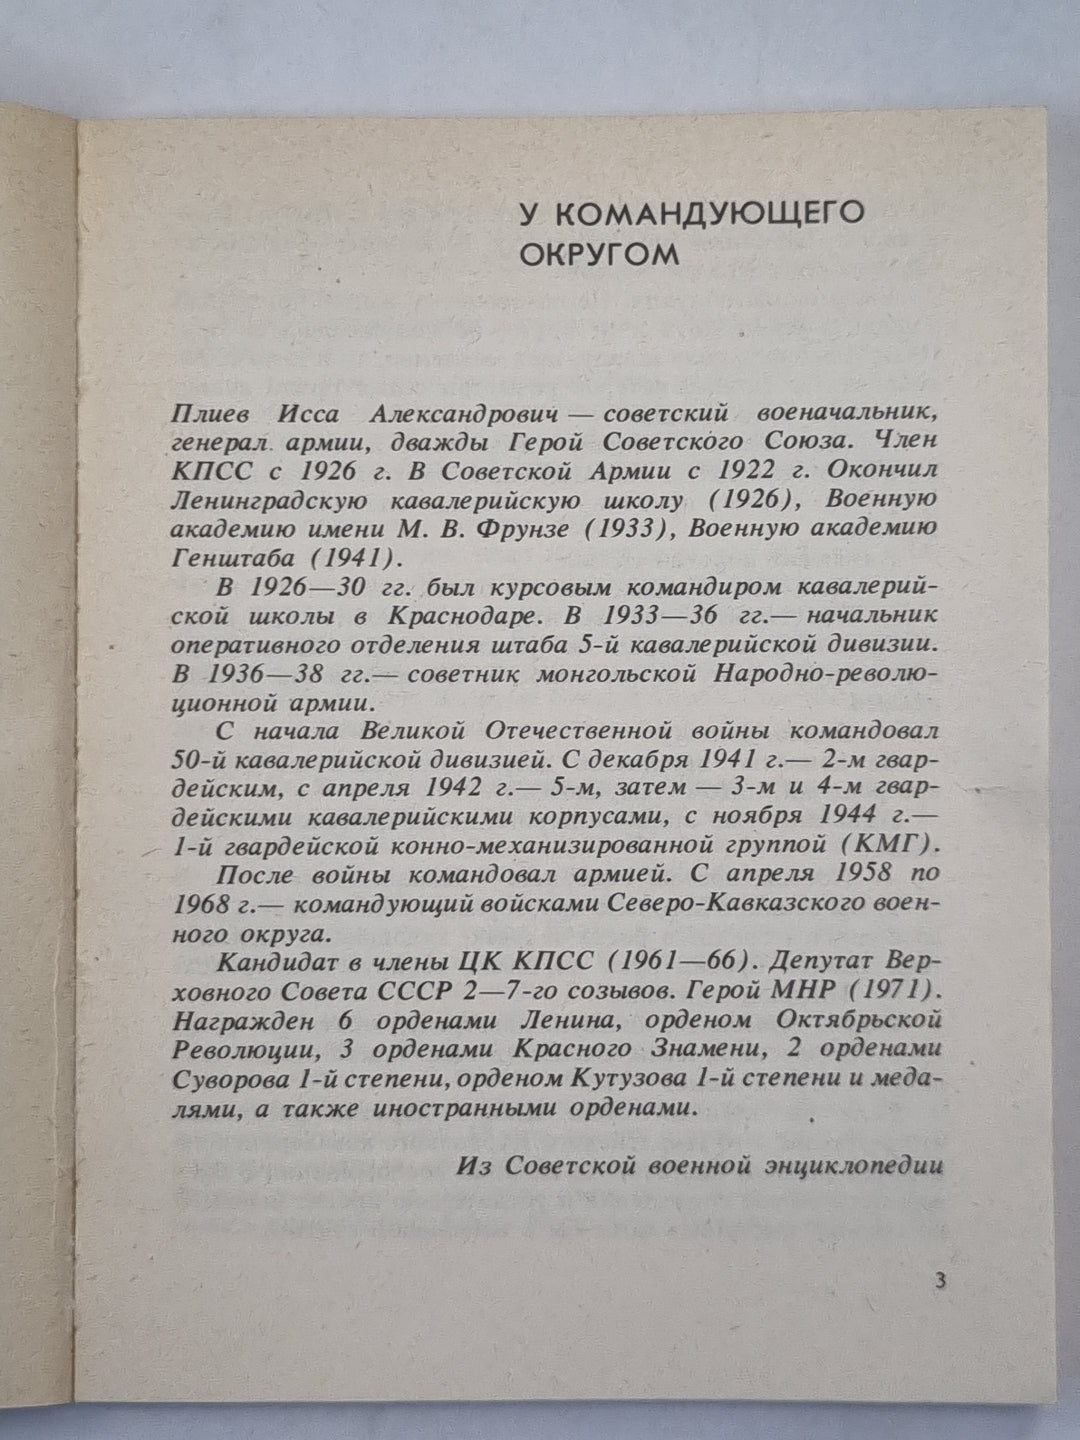 У КОМАНДУЮЩЕГО
ОКРУГОМ
Плиев Исса Александрович — советский военачальник,
генерал армии, дважды Герой Советского Союза. Член
КПСС с 1926 г. В Советской Армии с 1922 г. Окончил
Ленинградскую кавалерийскую школу (1926), Военную
академию имени М. В. Фрунзе (1933), Военную академию
Генштаба (1941).
В 1926—30 гг. был курсовым командиром кавалерий-
ской школы в Краснодаре. В 1933—36 гг.— начальник
оперативного отделения штаба 5-й кавалерийской дивизии.
В 1936—38 гг.— советник монгольской Народно-револю-
ционной армии.
С начала Великой Отечественной войны командовал
50-й кавалерийской дивизией. С декабря 1941 г.— 2-м гвар-
дейским, с апреля 1942 г.— 5-м, затем — 3-м и 4-м гвар-
дейскими кавалерийскими корпусами, с ноября 1944 г.—
1-й гвардейской конно-механизированной группой (КМГ).
После войны командовал армией. С апреля 1958 по
1968 г.— командующий войсками Северо-Кавказского воен-
ного округа.
Кандидат в члены ЦК КПСС (1961—66). Депутат Вер-
ховного Совета СССР 2—7-го созывов. Герой МНР (1971).
Награжден 6 орденами Ленина, орденом Октябрьской
Революции, 3 орденами Красного Знамени, 2 орденами
Суворова 1-й степени, орденом Кутузова 1-й степени и меда-
лями, а также иностранными орденами.
Из Советской военной энциклопедии
3